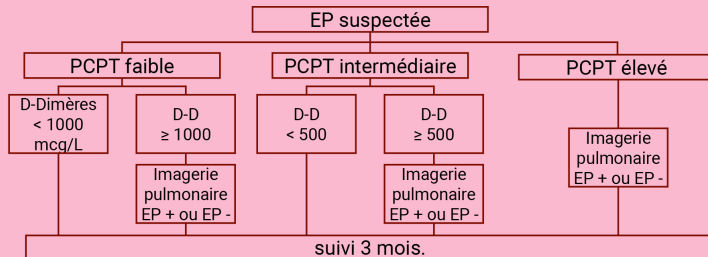 EP suspectée
PCPT faible
PCPT intermédiaire
PCPT élevé
D-Dimères
< 1000
mcg/L
D-D
≥ 1000
D-D
< 500
D-D
≥ 500
Imagerie
pulmonaire
EP + ou EP -
Imagerie
pulmonaire
EP + ou EP -
Imagerie
pulmonaire
EP + ou EP -
suivi 3 mois.